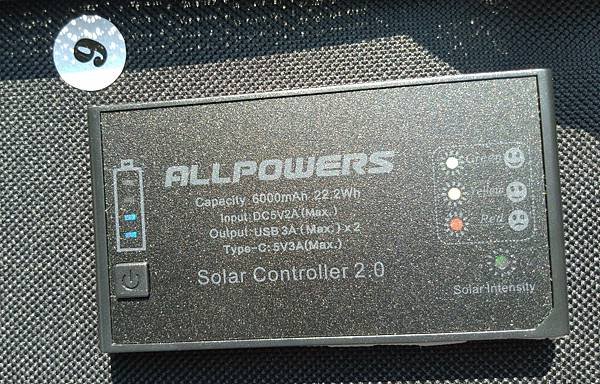 6
ALLPOWERS
Capacity 6000mAh 22.2Wh
Input:DC5V2A(Max.)
Output:USB 3A (Max.) x 2
Type-C:5V3A(Max.)
Solar Controller 2.0
Green
Yellow
Red
Solar Intensity